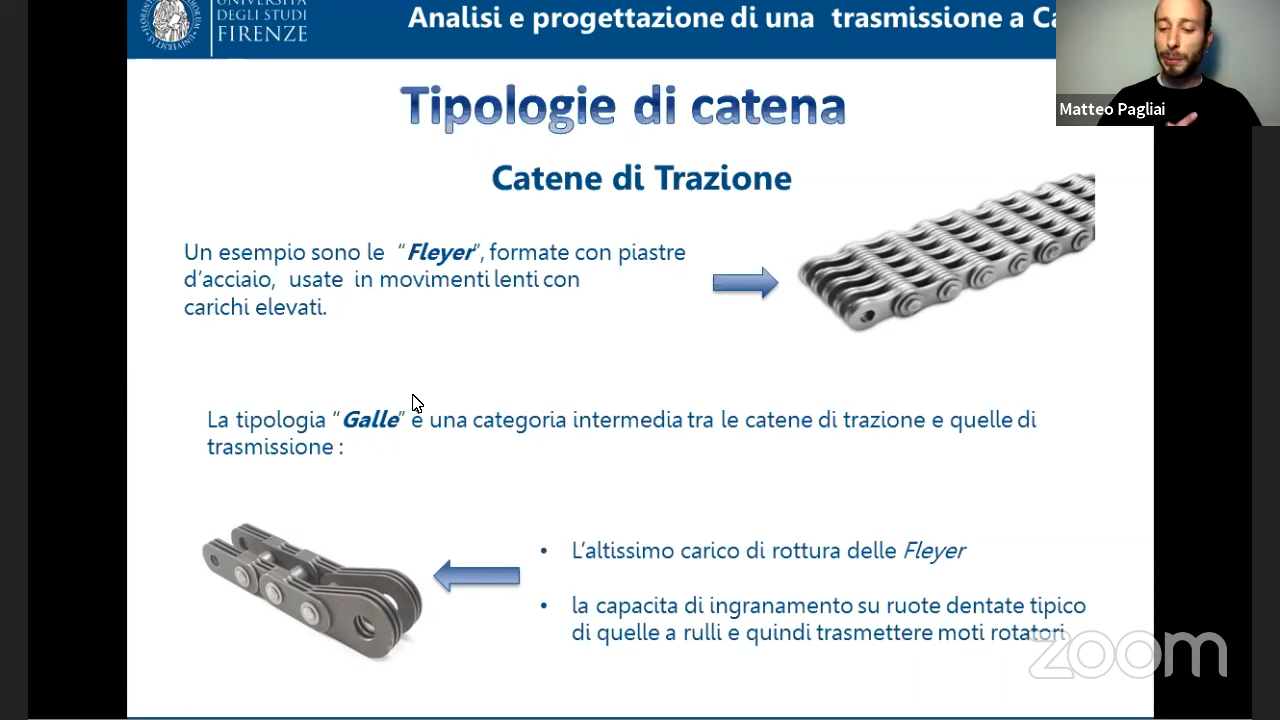 UNIVERSITÀ
DEGLI STUDI
FIRENZE
Analisi e progettazione di una trasmissione a Ca
Matteo Pagliai
Tipologie di catena
Catene di Trazione
Un esempio sono le “Fleyer”, formate con piastre
d’acciaio, usate in movimenti lenti con
carichi elevati.
La tipologia “Galle” è una categoria intermedia tra le catene di trazione e quelle di
trasmissione :
• L’altissimo carico di rottura delle Fleyer
• la capacita di ingranamento su ruote dentate tipico
di quelle a rulli e quindi trasmettere moti rotatori
zoom